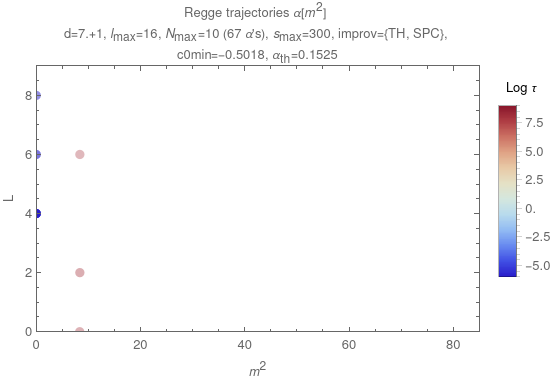 Regge trajectories α[m²]
d=7.+1, lmax=16, Nmax=10 (67 α's), smax=300, improv={TH, SPC},
c0min=−0.5018, αth=0.1525
Log τ
7.5
5.0
2.5
0.
−2.5
−5.0
L
8
6
4
2
0
0 20 40 60 80
m²